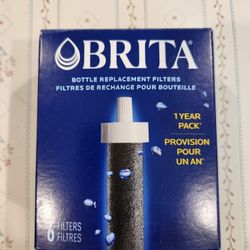 BRITA®
BOTTLE REPLACEMENT FILTERS
FILTRES DE RECHANGE POUR BOUTEILLE
1 YEAR
PACK*
PROVISION
POUR
UN AN*
6 FILTERS
FILTRES